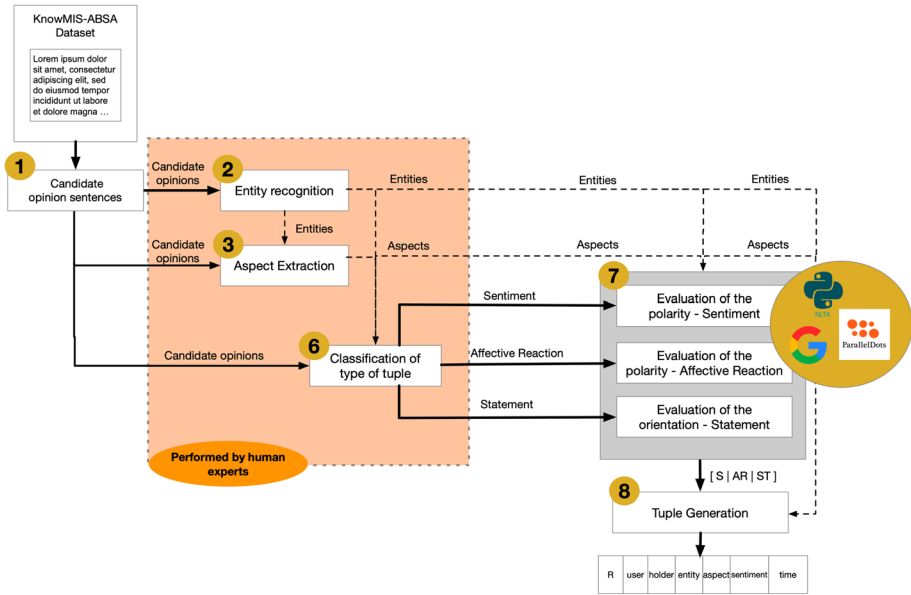 KnowMIS-ABSA
Dataset
Lorem ipsum dolor
sit amet, consectetur
adipiscing elit, sed
do eiusmod tempor
incididunt ut labore
et dolore magna ...
1
Candidate
opinion sentences
Candidate
opinions
2
Entity recognition
Entities
Entities
Entities
Entities
Candidate
opinions
3
Aspect Extraction
Aspects
Aspects
Aspects
Candidate opinions
6
Classification of
type of tuple
Sentiment
Affective Reaction
Statement
7
Evaluation of the
polarity - Sentiment
Evaluation of the
polarity - Affective Reaction
Evaluation of the
orientation - Statement
NLTK
G
ParallelDots
Performed by human
experts
[ S | AR | ST ]
8
Tuple Generation
R user holder entity aspect sentiment time